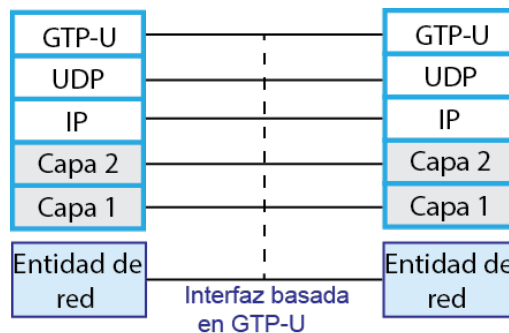 GTP-U
GTP-U
UDP
UDP
IP
IP
Capa 2
Capa 2
Capa 1
Capa 1
Entidad de
red
Entidad de
red
Interfaz basada
en GTP-U